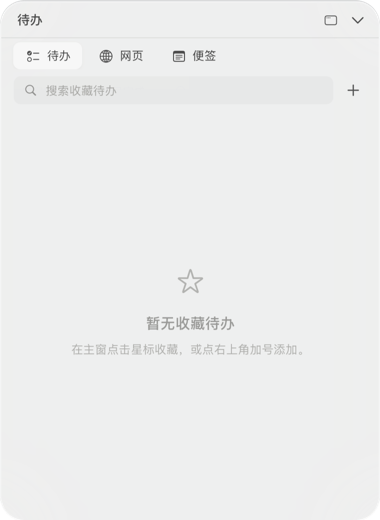 待办
待办 网页 便签
搜索收藏待办
暂无收藏待办
在主窗点击星标收藏，或点右上角加号添加。